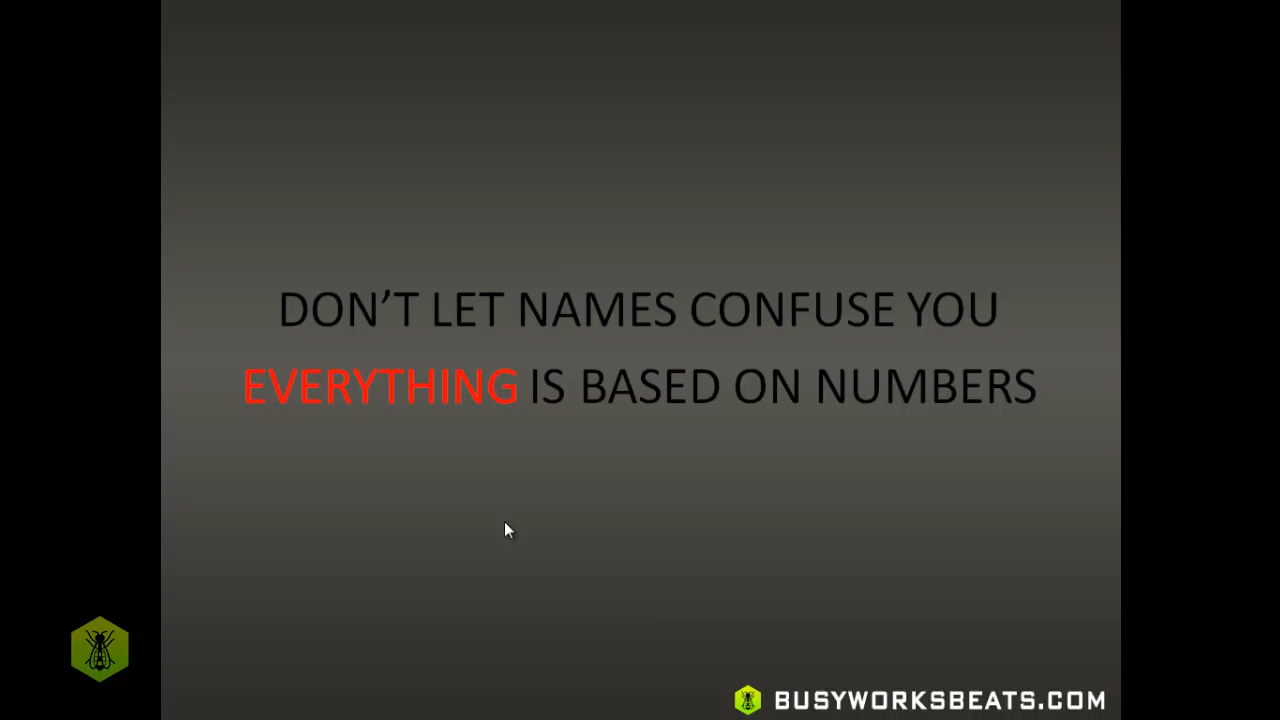 DON’T LET NAMES CONFUSE YOU
EVERYTHING IS BASED ON NUMBERS
BUSYWORKSBEATS.COM